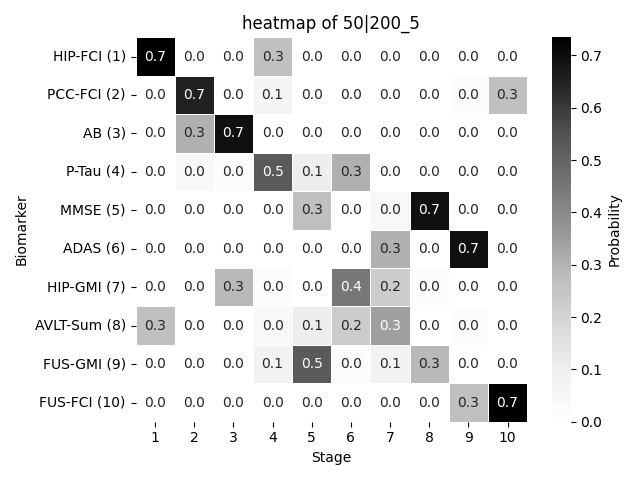 heatmap of 50|200_5
HIP-FCI (1) 0.7 0.0 0.0 0.3 0.0 0.0 0.0 0.0 0.0 0.0
PCC-FCI (2) 0.0 0.7 0.0 0.1 0.0 0.0 0.0 0.0 0.0 0.3
AB (3) 0.0 0.3 0.7 0.0 0.0 0.0 0.0 0.0 0.0 0.0
P-Tau (4) 0.0 0.0 0.0 0.5 0.1 0.3 0.0 0.0 0.0 0.0
MMSE (5) 0.0 0.0 0.0 0.0 0.3 0.0 0.0 0.7 0.0 0.0
ADAS (6) 0.0 0.0 0.0 0.0 0.0 0.0 0.3 0.0 0.7 0.0
HIP-GMI (7) 0.0 0.0 0.3 0.0 0.0 0.4 0.2 0.0 0.0 0.0
AVLT-Sum (8) 0.3 0.0 0.0 0.0 0.1 0.2 0.3 0.0 0.0 0.0
FUS-GMI (9) 0.0 0.0 0.0 0.1 0.5 0.0 0.1 0.3 0.0 0.0
FUS-FCI (10) 0.0 0.0 0.0 0.0 0.0 0.0 0.0 0.0 0.3 0.7
1 2 3 4 5 6 7 8 9 10
Stage
Biomarker
0.7
0.6
0.5
0.4
0.3
0.2
0.1
0.0
Probability